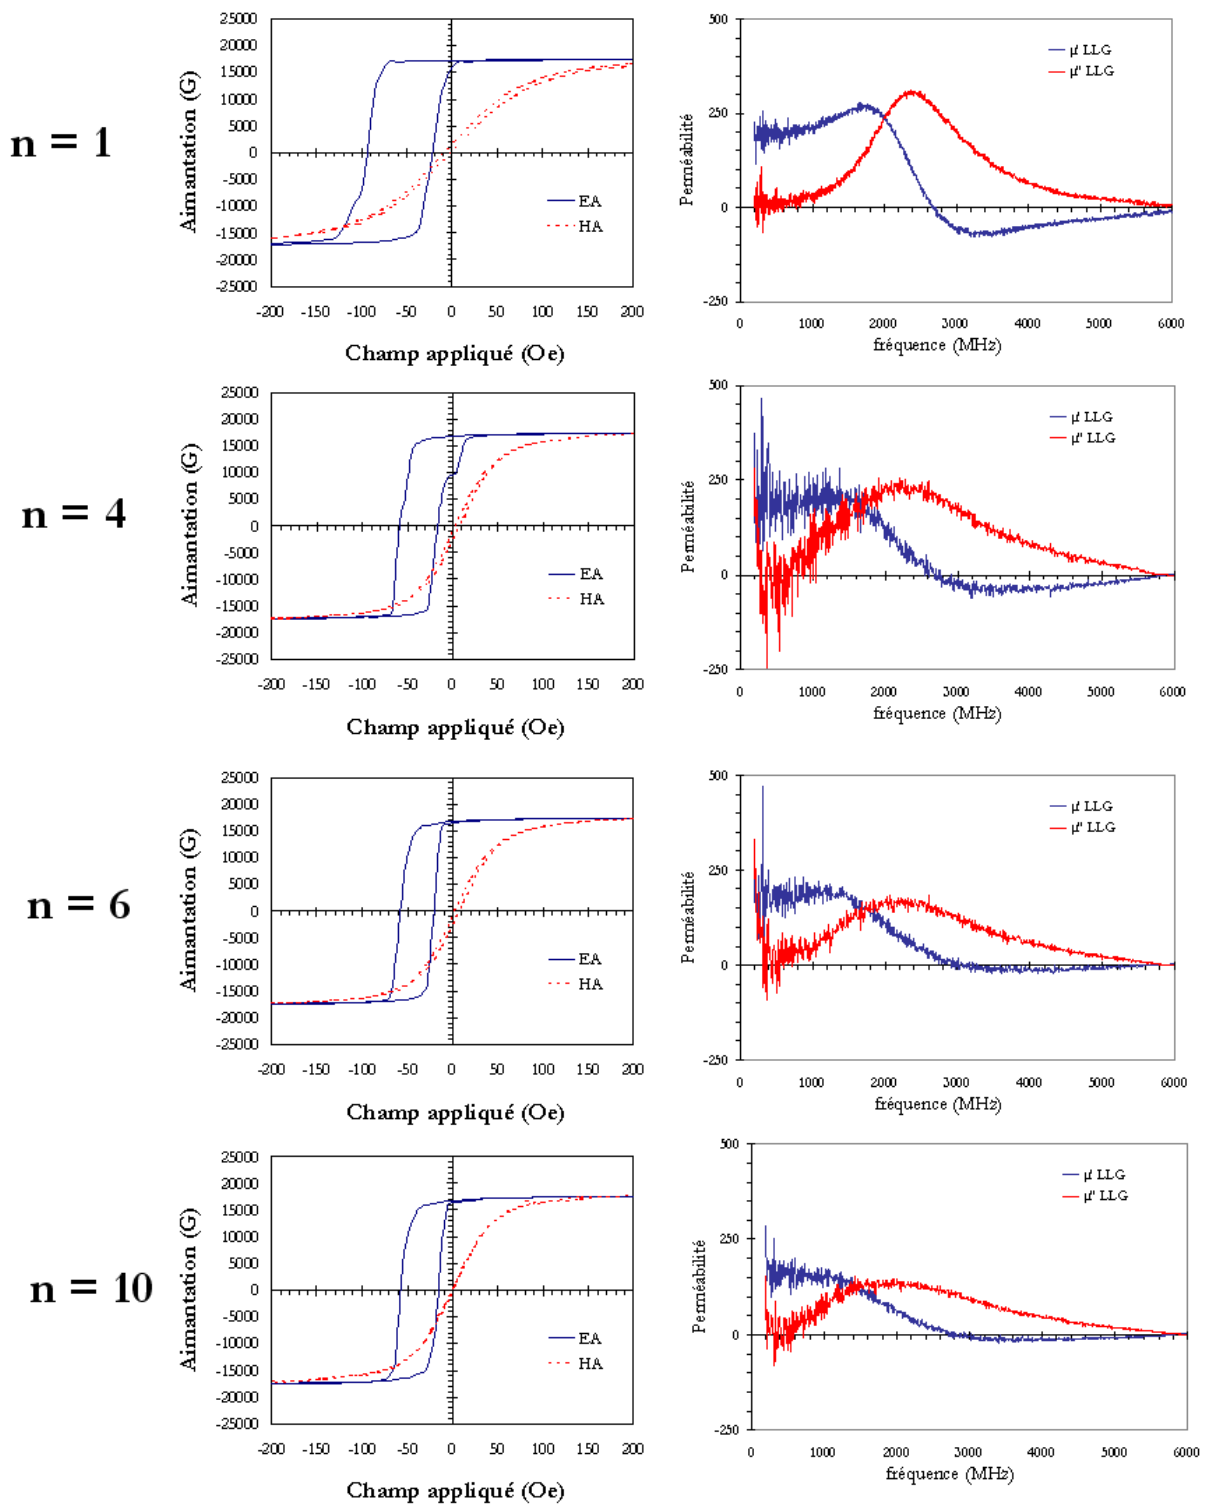 n = 1
Aimantation (G)
25000
20000
15000
10000
5000
0
-5000
-10000
-15000
-20000
-25000
EA
HA
-200 -150 -100 -50 0 50 100 150 200
Champ appliqué (Oe)
Perméabilité
500
250
0
-250
µ' LLG
µ'' LLG
0 1000 2000 3000 4000 5000 6000
fréquence (MHz)
n = 4
Aimantation (G)
25000
20000
15000
10000
5000
0
-5000
-10000
-15000
-20000
-25000
EA
HA
-200 -150 -100 -50 0 50 100 150 200
Champ appliqué (Oe)
Perméabilité
500
250
0
-250
µ' LLG
µ'' LLG
0 1000 2000 3000 4000 5000 6000
fréquence (MHz)
n = 6
Aimantation (G)
25000
20000
15000
10000
5000
0
-5000
-10000
-15000
-20000
-25000
EA
HA
-200 -150 -100 -50 0 50 100 150 200
Champ appliqué (Oe)
Perméabilité
500
250
0
-250
µ' LLG
µ'' LLG
0 1000 2000 3000 4000 5000 6000
fréquence (MHz)
n = 10
Aimantation (G)
25000
20000
15000
10000
5000
0
-5000
-10000
-15000
-20000
-25000
EA
HA
-200 -150 -100 -50 0 50 100 150 200
Champ appliqué (Oe)
Perméabilité
500
250
0
-250
µ' LLG
µ'' LLG
0 1000 2000 3000 4000 5000 6000
fréquence (MHz)